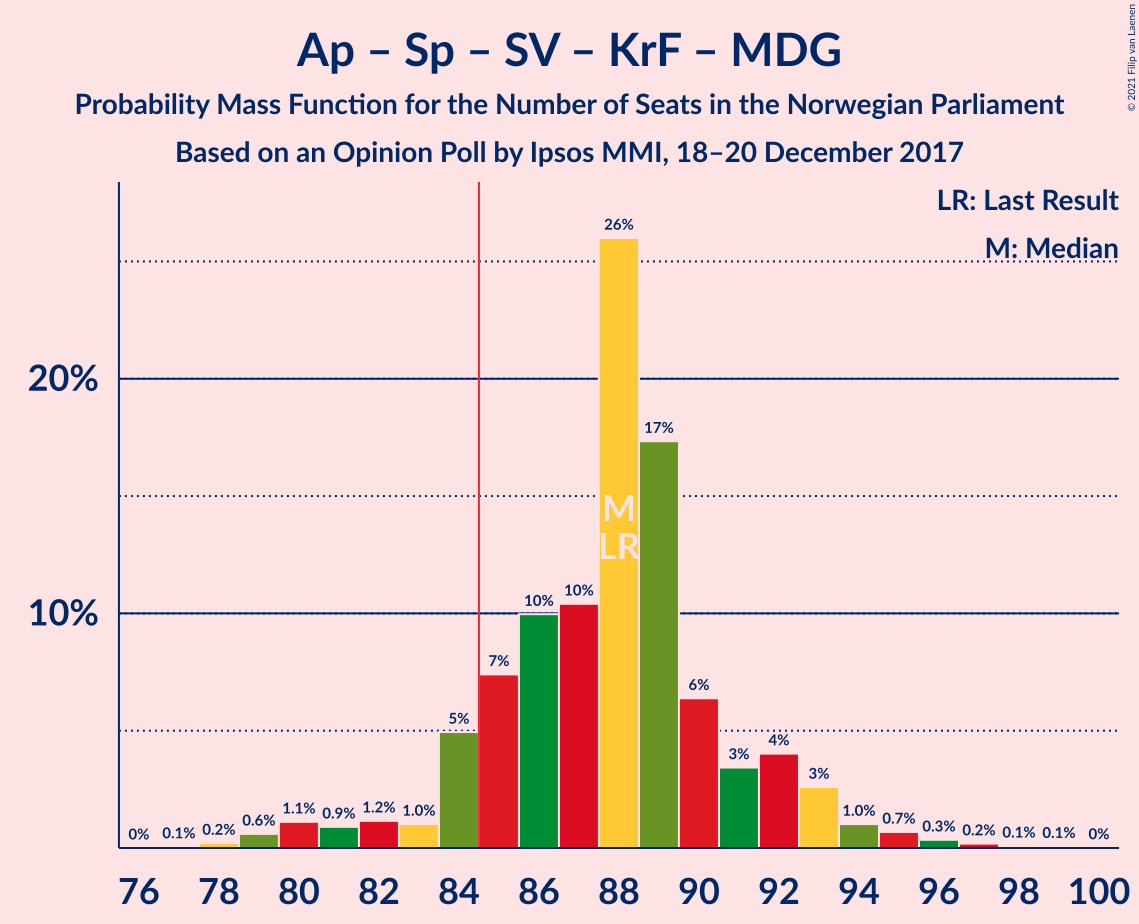 Ap – Sp – SV – KrF – MDG
Probability Mass Function for the Number of Seats in the Norwegian Parliament
Based on an Opinion Poll by Ipsos MMI, 18–20 December 2017
© 2021 Filip van Laenen
LR: Last Result
M: Median
20%
10%
0% 0.1% 0.2% 0.6% 1.1% 0.9% 1.2% 1.0% 5% 7% 10% 10% 26% 17% 6% 3% 4% 3% 1.0% 0.7% 0.3% 0.2% 0.1% 0.1% 0%
M
LR
76 78 80 82 84 86 88 90 92 94 96 98 100